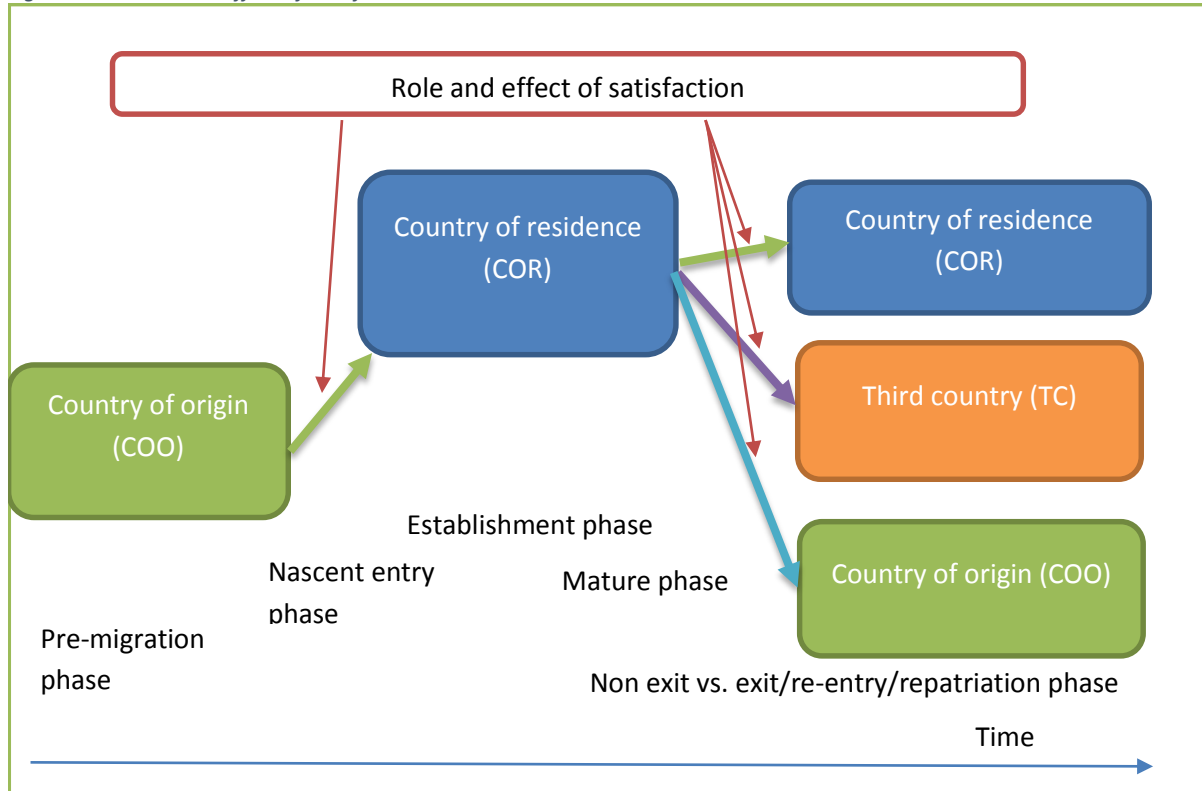 Role and effect of satisfaction
Country of residence
(COR)
Country of residence
(COR)
Country of origin
(COO)
Third country (TC)
Establishment phase
Nascent entry
phase
Mature phase
Country of origin (COO)
Pre-migration
phase
Non exit vs. exit/re-entry/repatriation phase
Time